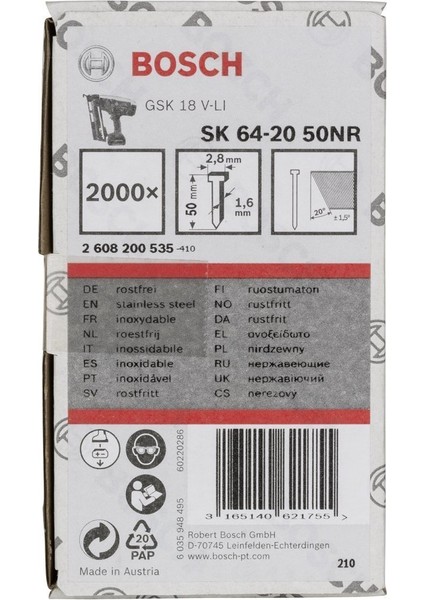 BOSCH
GSK 18 V-LI
SK 64-20 50NR
2000×
2,8 mm
50 mm
1,6 mm
20°
±1,5°
2 608 200 535 -410
DE rostfrei FI ruostumaton
EN stainless steel NO rustfritt
FR inoxydable DA rustfrit
NL roestfrij EL ανοξείδωτο
IT inossidabile PL nirdzewny
ES inoxidable RU нержавеющие
PT inoxidável UK нержавіючий
SV rostfritt CS nerezový
60220286
6 035 948 495
3 165140 621755
20
PAP
Made in Austria
Robert Bosch GmbH
D-70745 Leinfelden-Echterdingen
www.bosch-pt.com
210